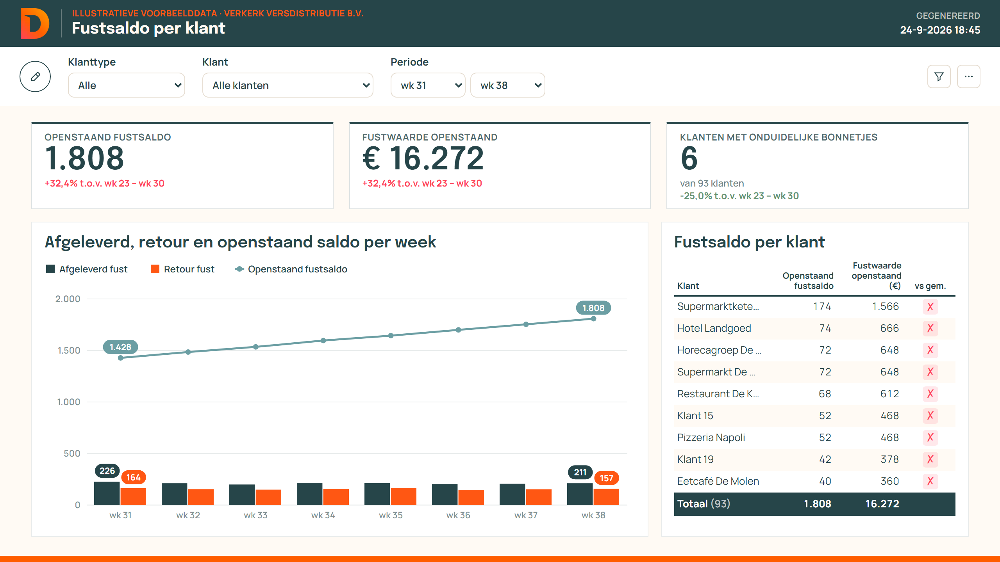 D
ILLUSTRATIEVE VOORBEELDDATA · VERKERK VERSDISTRIBUTIE B.V.
Fustsaldo per klant
GEGENEREERD
24-9-2026 18:45
Klanttype
Alle
Klant
Alle klanten
Periode
wk 31
wk 38
OPENSTAAND FUSTSALDO
1.808
+32,4% t.o.v. wk 23 – wk 30
FUSTWAARDE OPENSTAAND
€ 16.272
+32,4% t.o.v. wk 23 – wk 30
KLANTEN MET ONDUIDELIJKE BONNETJES
6
van 93 klanten
-25,0% t.o.v. wk 23 – wk 30
Afgeleverd, retour en openstaand saldo per week
Afgeleverd fust Retour fust Openstaand fustsaldo
2.000
1.500
1.000
500
0
1.428
1.808
226
164
211
157
wk 31 wk 32 wk 33 wk 34 wk 35 wk 36 wk 37 wk 38
Fustsaldo per klant
Klant Openstaand fustsaldo Fustwaarde openstaand (€) vs gem.
Supermarktkete... 174 1.566 ✗
Hotel Landgoed 74 666 ✗
Horecagroep De ... 72 648 ✗
Supermarkt De ... 72 648 ✗
Restaurant De K... 68 612 ✗
Klant 15 52 468 ✗
Pizzeria Napoli 52 468 ✗
Klant 19 42 378 ✗
Eetcafé De Molen 40 360 ✗
Totaal (93) 1.808 16.272